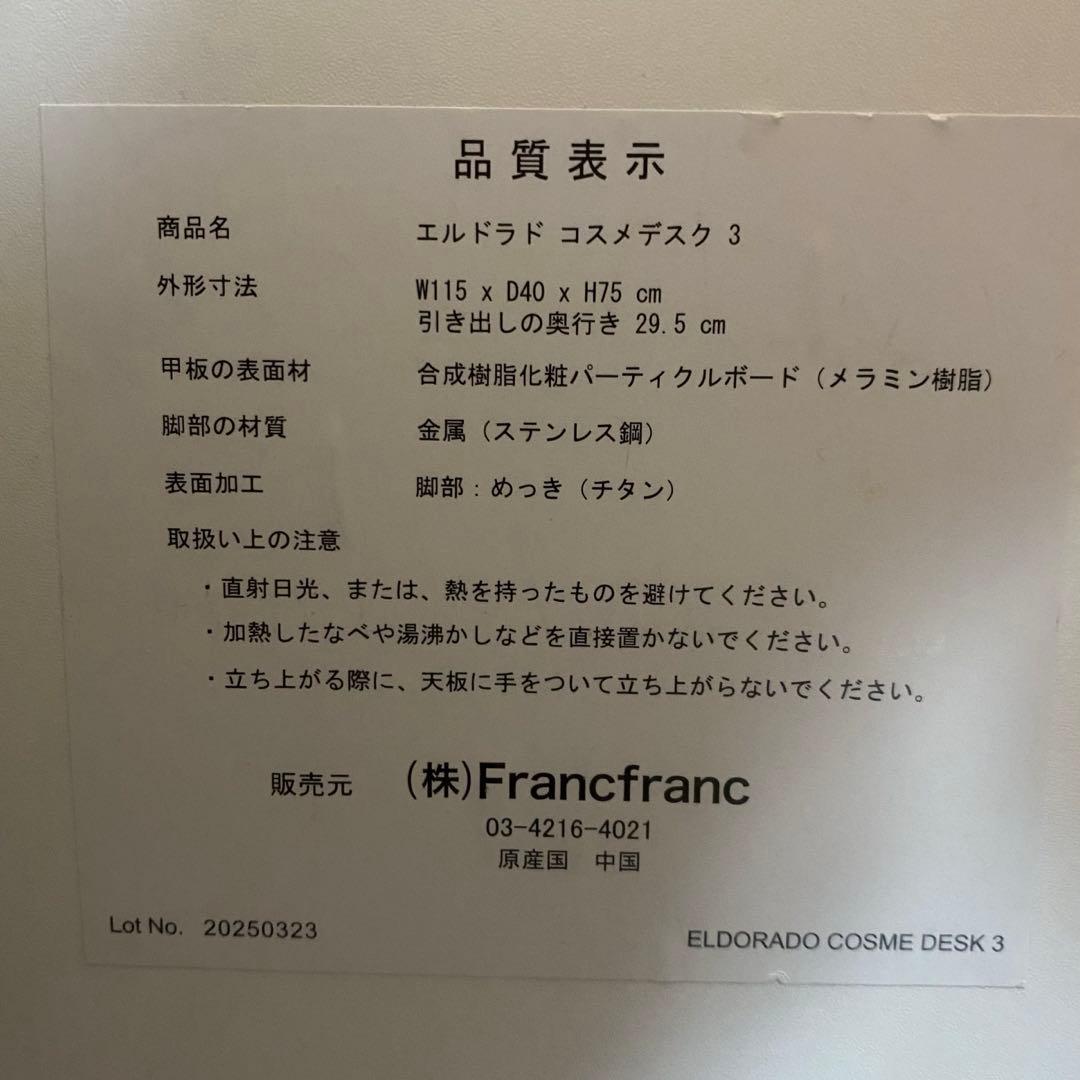 品質表示
商品名 エルドラド コスメデスク 3
外形寸法 W115 x D40 x H75 cm
引き出しの奥行き 29.5 cm
甲板の表面材 合成樹脂化粧パーティクルボード（メラミン樹脂）
脚部の材質 金属（ステンレス鋼）
表面加工 脚部：めっき（チタン）
取扱い上の注意
・直射日光、または、熱を持ったものを避けてください。
・加熱したなべや湯沸かしなどを直接置かないでください。
・立ち上がる際に、天板に手をついて立ち上がらないでください。
販売元 (株)Francfranc
03-4216-4021
原産国 中国
Lot No. 20250323
ELDORADO COSME DESK 3